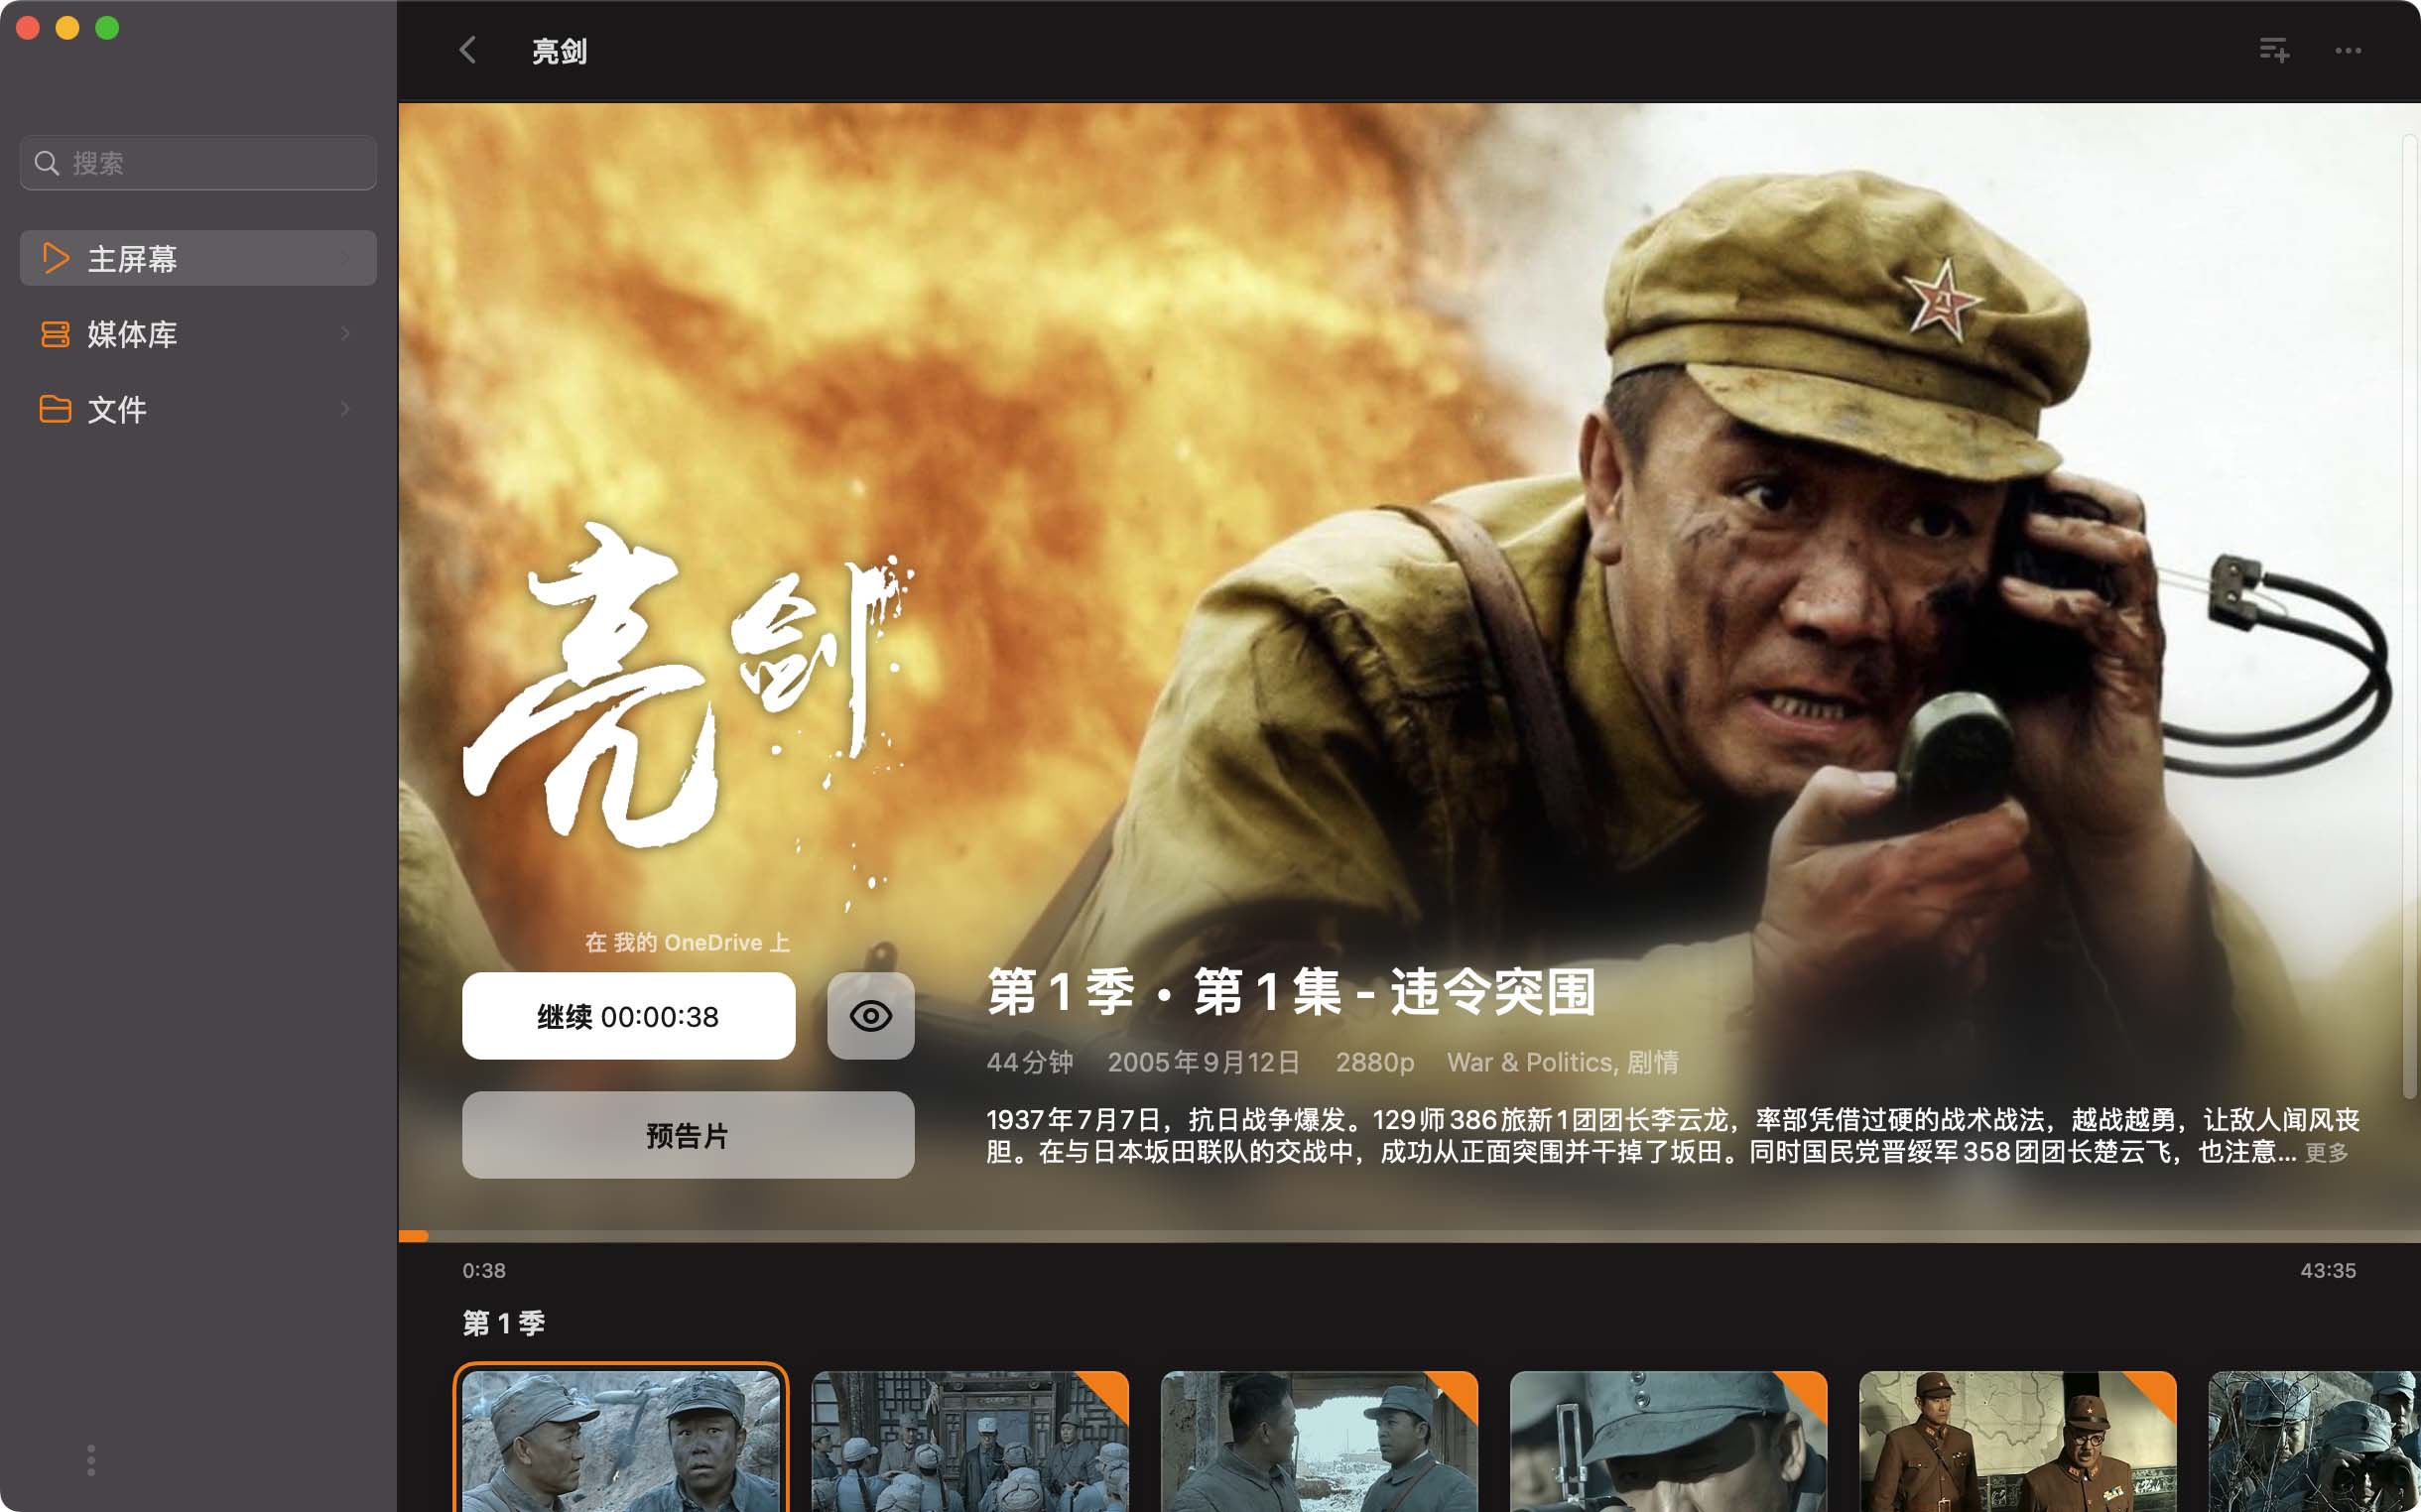 亮剑
搜索
主屏幕
媒体库
文件
亮剑
在 我的 OneDrive 上
继续 00:00:38
预告片
第 1 季 • 第 1 集 - 违令突围
44分钟 2005年9月12日 2880p War & Politics, 剧情
1937年7月7日，抗日战争爆发。129师386旅新1团团长李云龙，率部凭借过硬的战术战法，越战越勇，让敌人闻风丧
胆。在与日本坂田联队的交战中，成功从正面突围并干掉了坂田。同时国民党晋绥军358团团长楚云飞，也注意... 更多
0:38
43:35
第 1 季